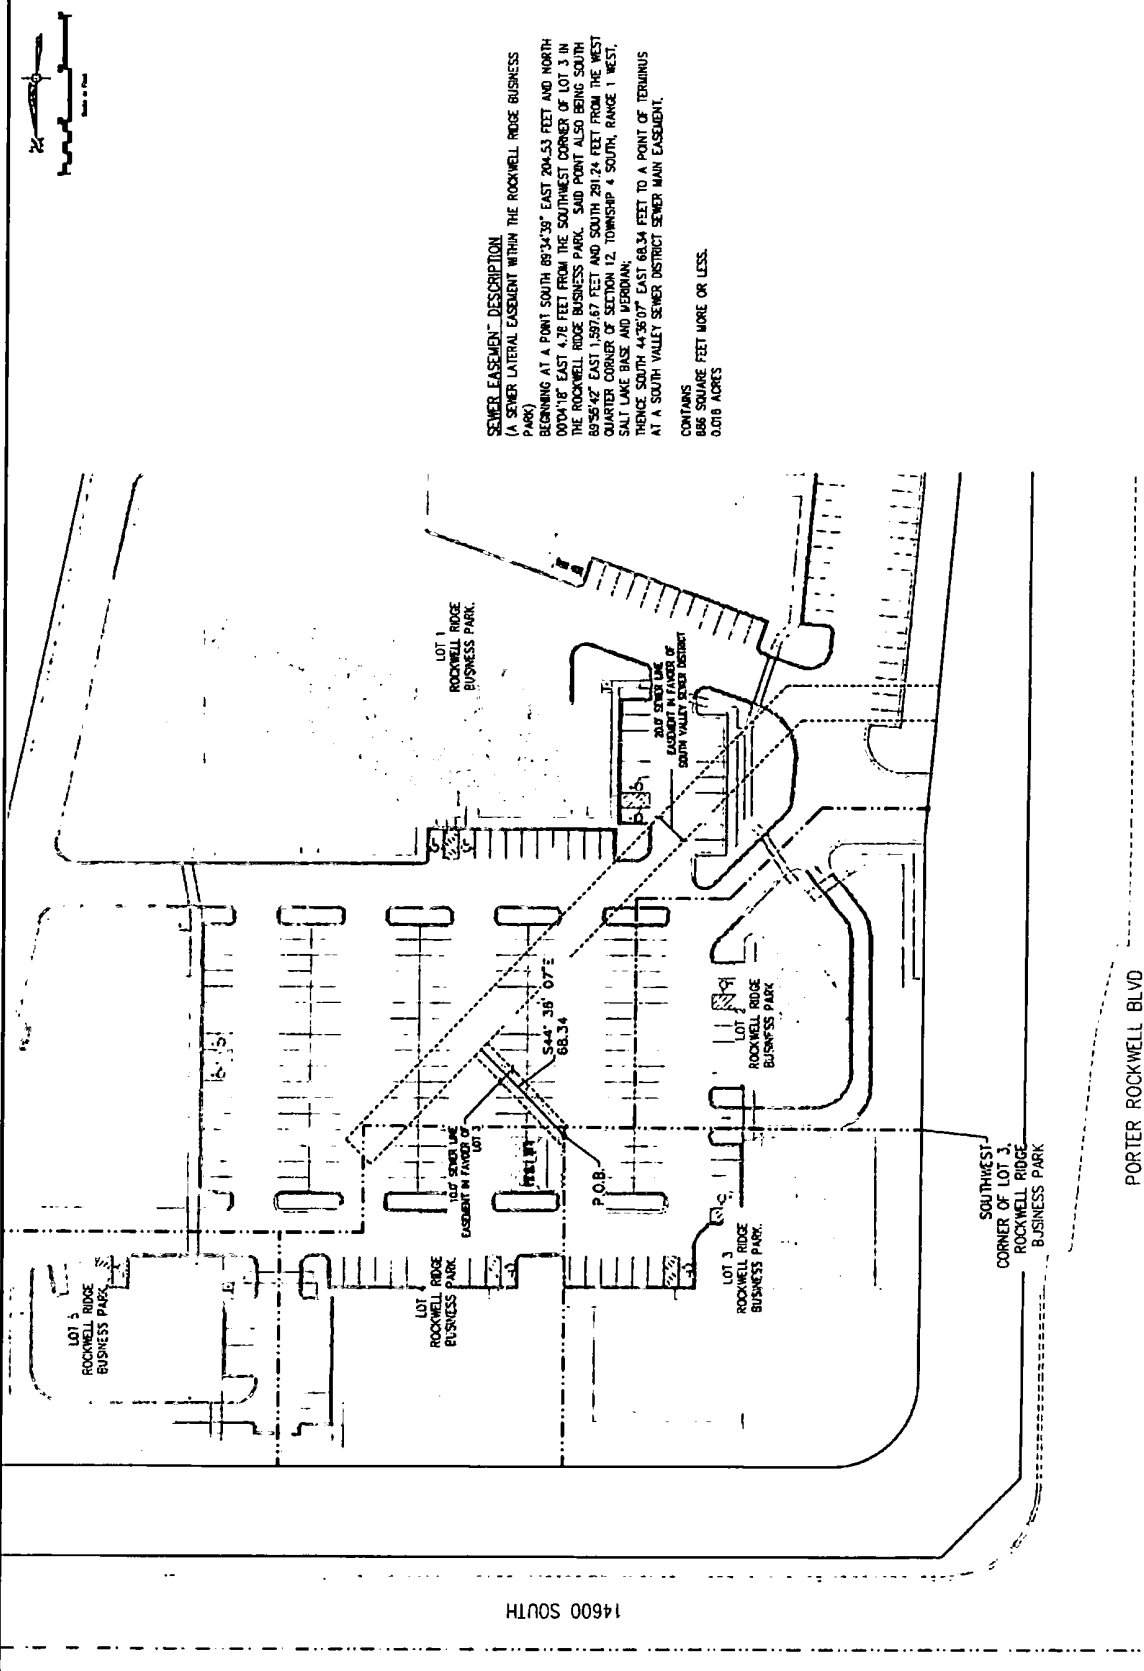 Scale in Feet
SEWER EASEMENT DESCRIPTION
(A SEWER LATERAL EASEMENT WITHIN THE ROCKWELL RIDGE BUSINESS
PARK)
BEGINNING AT A POINT SOUTH 89°34'39" EAST 204.53 FEET AND NORTH
00°04'18" EAST 4.78 FEET FROM THE SOUTHWEST CORNER OF LOT 3 IN
THE ROCKWELL RIDGE BUSINESS PARK. SAID POINT ALSO BEING SOUTH
89°55'42" EAST 1,597.67 FEET AND SOUTH 291.24 FEET FROM THE WEST
QUARTER CORNER OF SECTION 12, TOWNSHIP 4 SOUTH, RANGE 1 WEST,
SALT LAKE BASE AND MERIDIAN;
THENCE SOUTH 44°36'07" EAST 68.34 FEET TO A POINT OF TERMINUS
AT A SOUTH VALLEY SEWER DISTRICT SEWER MAIN EASEMENT.
CONTAINS
886 SQUARE FEET MORE OR LESS.
0.018 ACRES
LOT 1
ROCKWELL RIDGE
BUSINESS PARK.
20.0' SEWER LINE
EASEMENT IN FAVOER OF
SOUTH VALLEY SEWER DISTRICT
S44° 36' 07"E
68.34
10.0' SEWER LINE
EASEMENT IN FAVOER OF
LOT 3
P.O.B.
LOT 2
ROCKWELL RIDGE
BUSINESS PARK
LOT 5
ROCKWELL RIDGE
BUSINESS PARK.
LOT 4
ROCKWELL RIDGE
BUSINESS PARK.
LOT 3
ROCKWELL RIDGE
BUSINESS PARK.
SOUTHWEST
CORNER OF LOT 3,
ROCKWELL RIDGE
BUSINESS PARK
PORTER ROCKWELL BLVD
14600 SOUTH